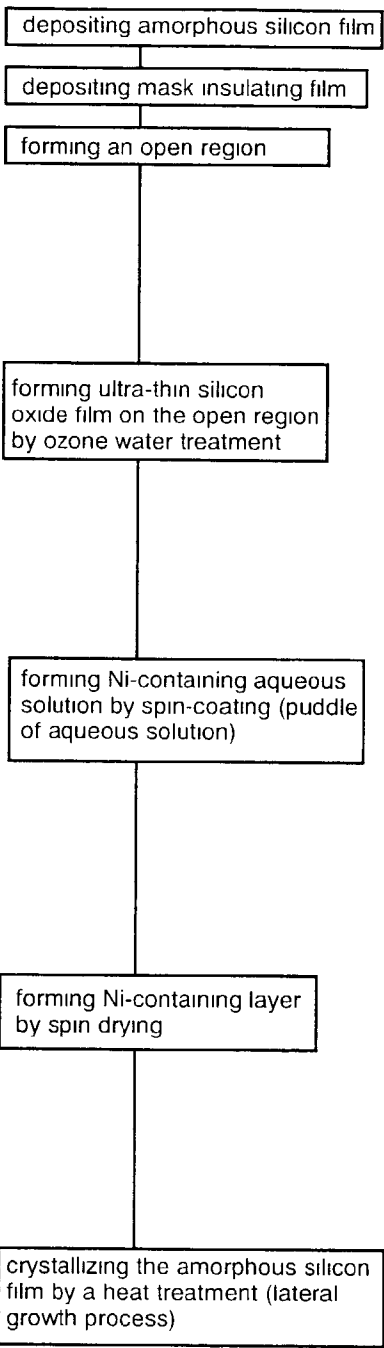 depositing amorphous silicon film
depositing mask insulating film
forming an open region
forming ultra-thin silicon
oxide film on the open region
by ozone water treatment
forming Ni-containing aqueous
solution by spin-coating (puddle
of aqueous solution)
forming Ni-containing layer
by spin drying
crystallizing the amorphous silicon
film by a heat treatment (lateral
growth process)